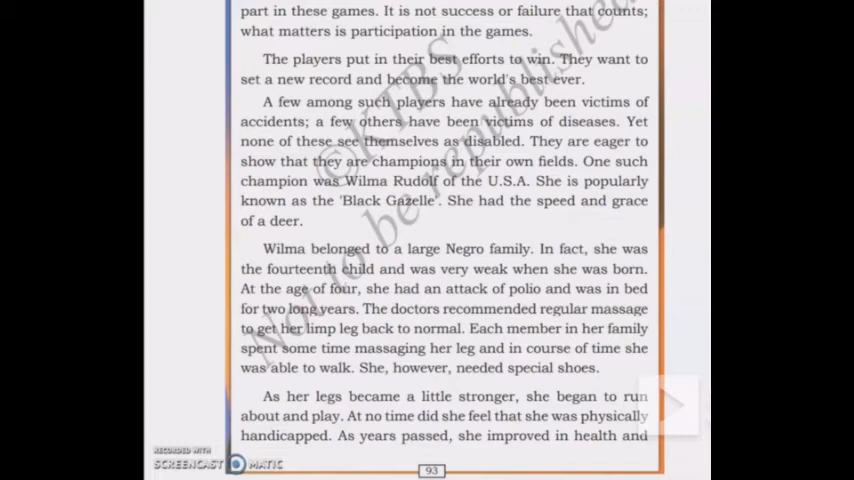 part in these games. It is not success or failure that counts;
what matters is participation in the games.
The players put in their best efforts to win. They want to
set a new record and become the world's best ever.
A few among such players have already been victims of
accidents; a few others have been victims of diseases. Yet
none of these see themselves as disabled. They are eager to
show that they are champions in their own fields. One such
champion was Wilma Rudolf of the U.S.A. She is popularly
known as the 'Black Gazelle'. She had the speed and grace
of a deer.
Wilma belonged to a large Negro family. In fact, she was
the fourteenth child and was very weak when she was born.
At the age of four, she had an attack of polio and was in bed
for two long years. The doctors recommended regular massage
to get her limp leg back to normal. Each member in her family
spent some time massaging her leg and in course of time she
was able to walk. She, however, needed special shoes.
As her legs became a little stronger, she began to run
about and play. At no time did she feel that she was physically
handicapped. As years passed, she improved in health and
93
©KTBS
Not to be republished
RECORDED WITH
SCREENCAST O MATIC